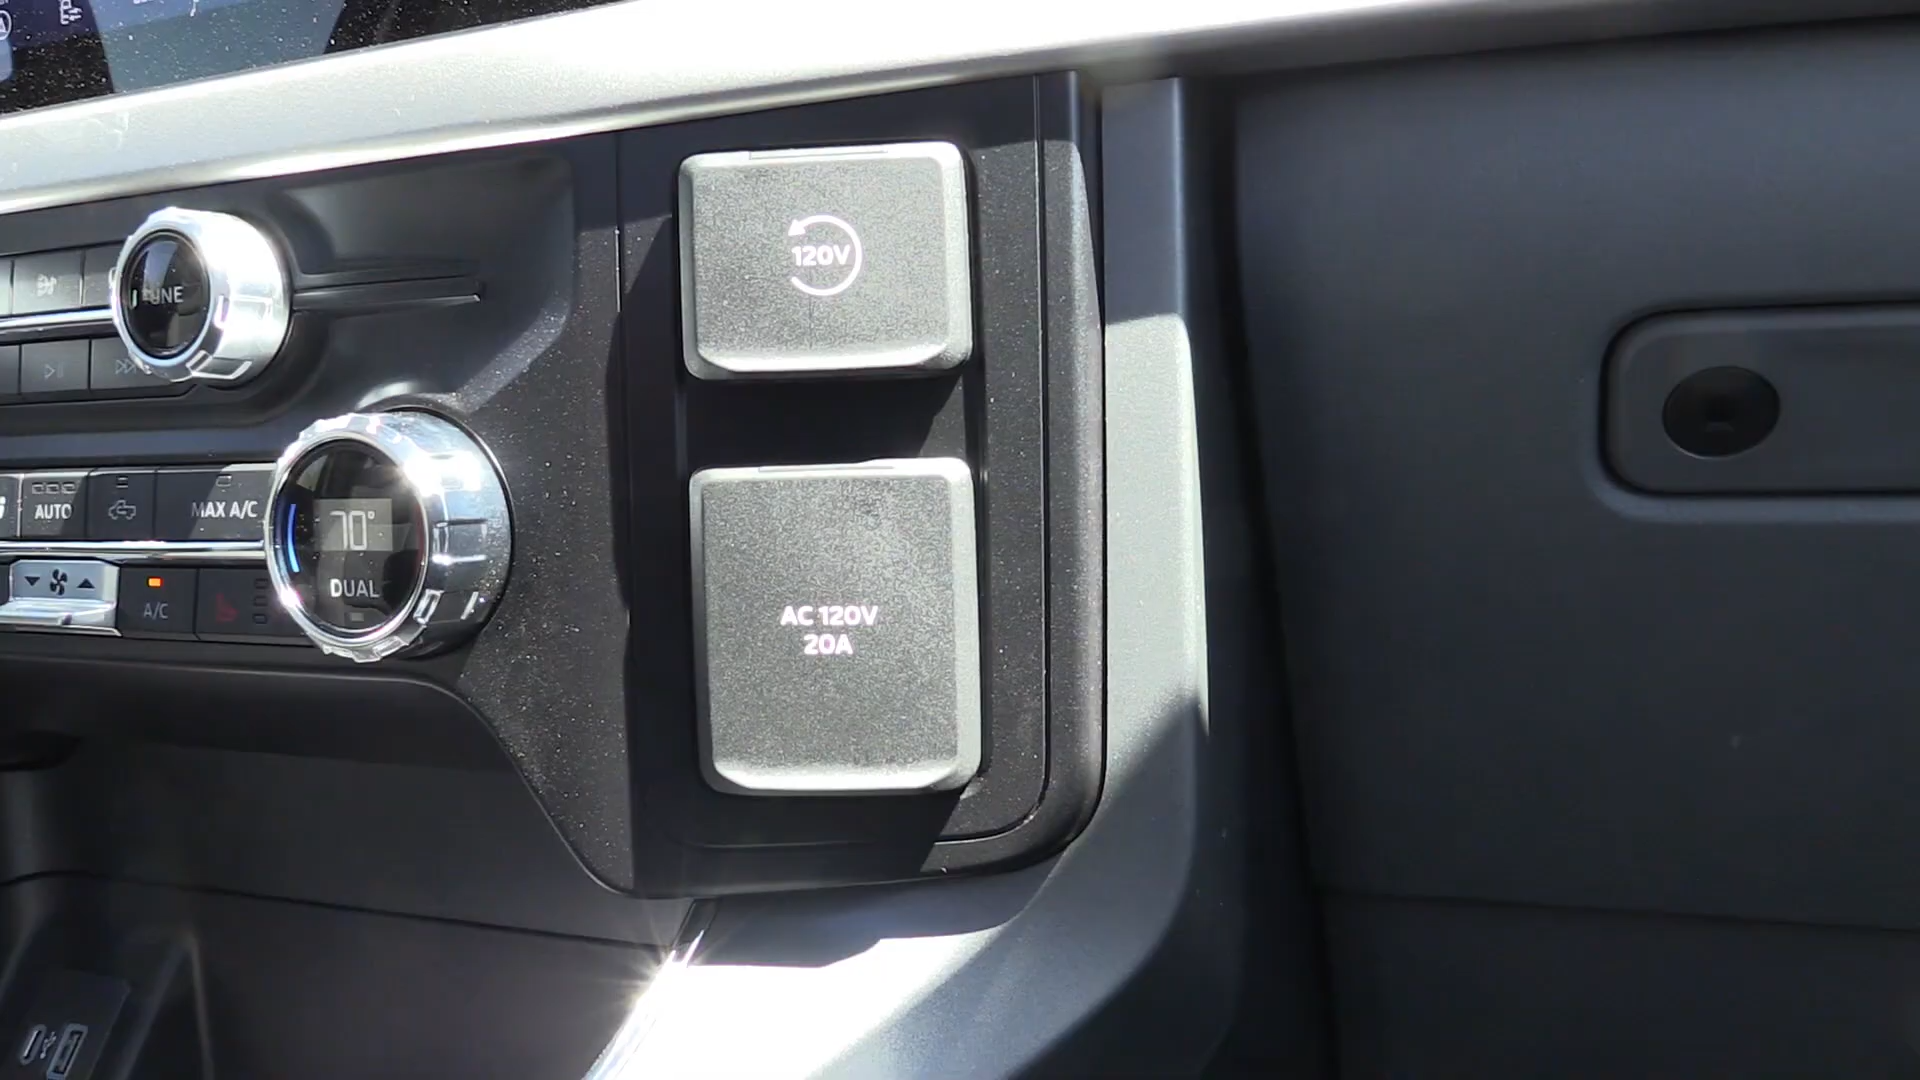 120V
TUNE
AUTO
MAX A/C
70°
DUAL
A/C
AC 120V
20A